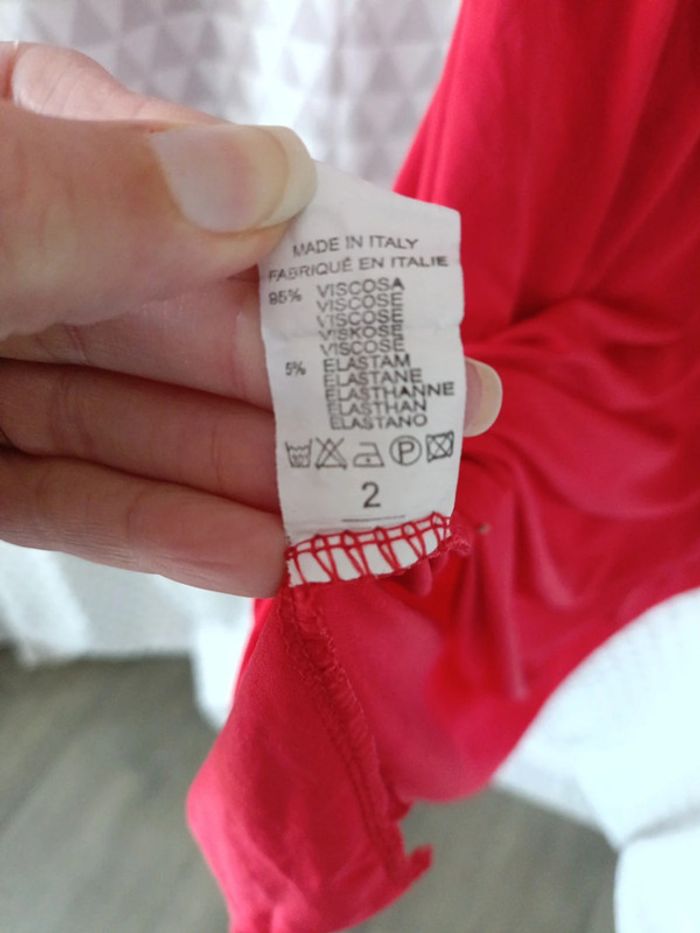 MADE IN ITALY
FABRIQUÉ EN ITALIE
95% VISCOSA
VISCOSE
VISCOSE
VISKOSE
VISCOSE
5% ELASTAM
ELASTANE
ELASTHANNE
ELASTHAN
ELASTANO
P
2